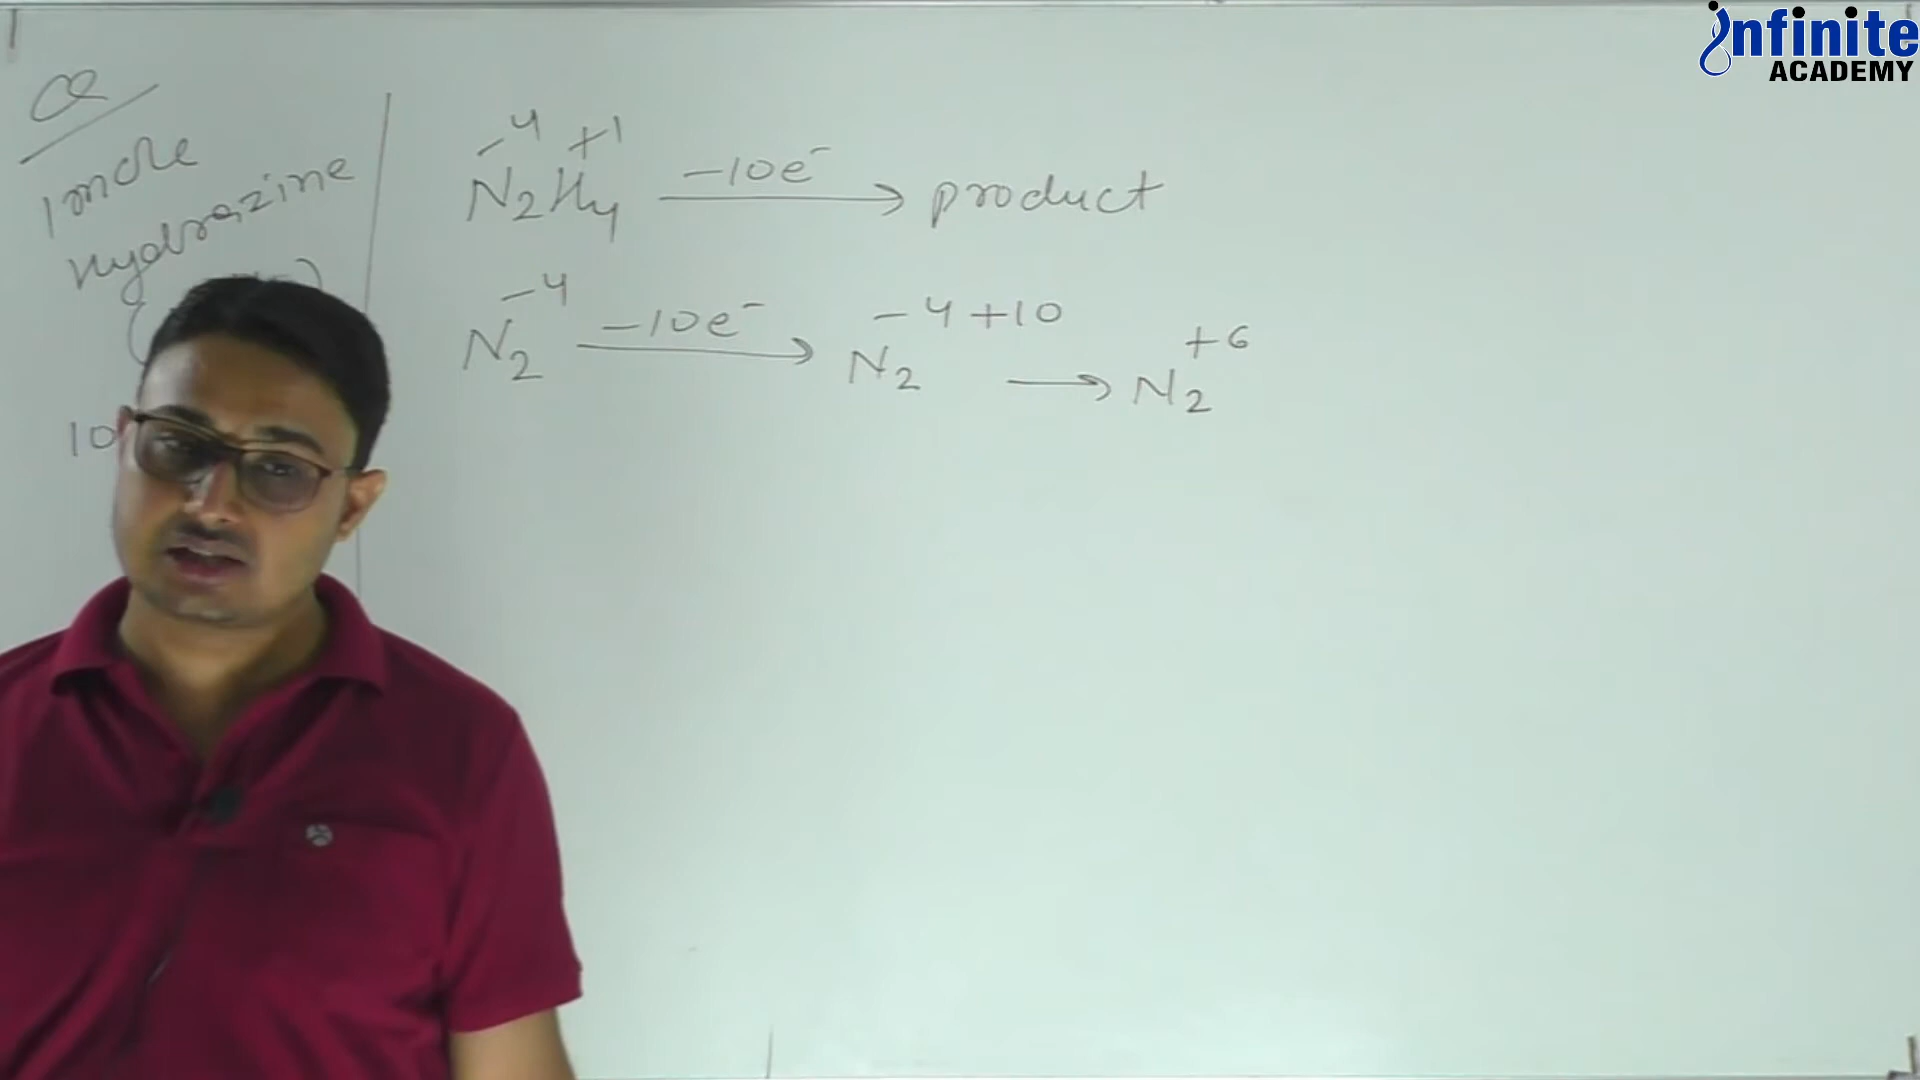 infinite
ACADEMY
Q
1 mole
Hydrazine
10
-4 +1
N2H4 -10e- → product
-4 -4+10 +6
N2 -10e- → N2 → N2